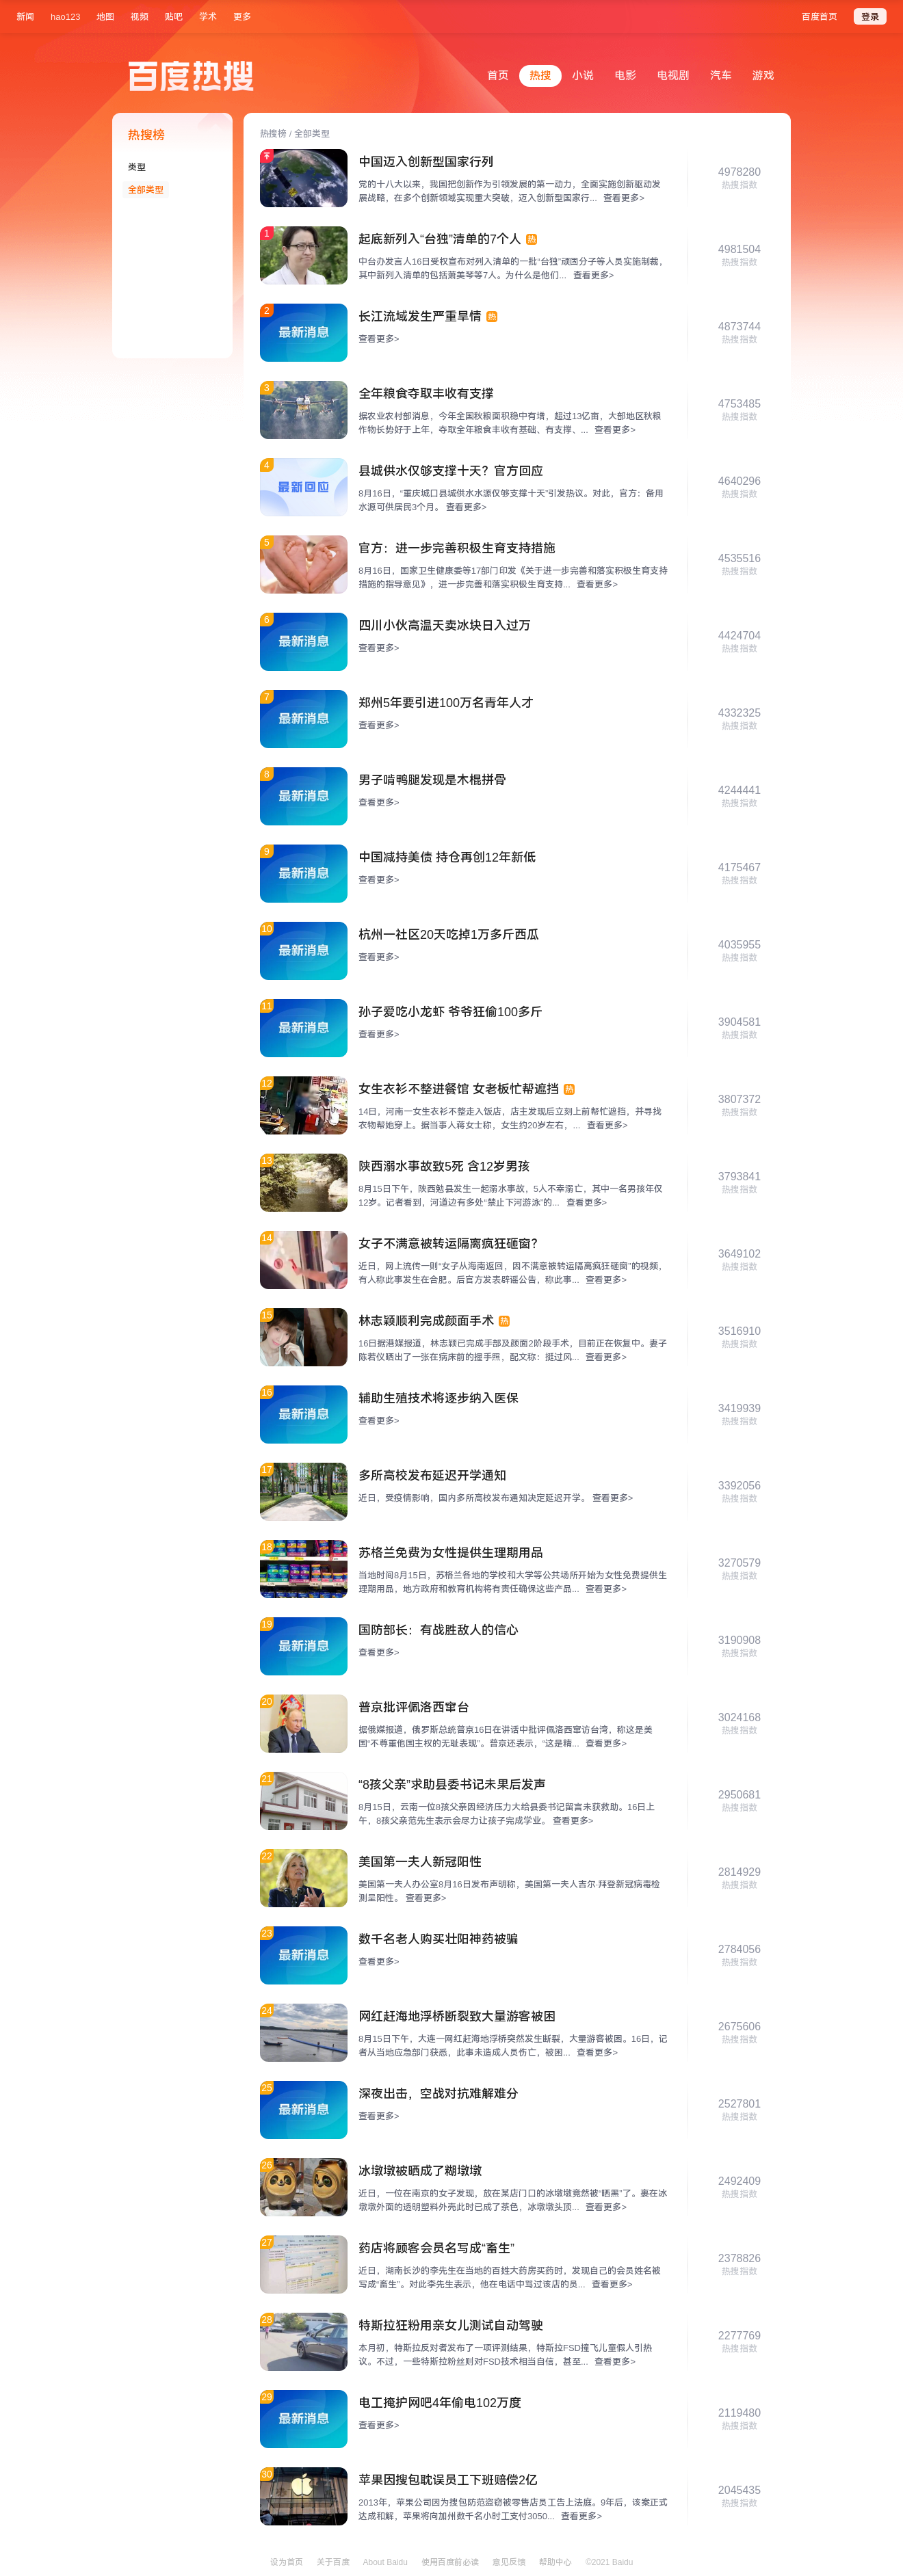 新闻 hao123 地图 视频 贴吧 学术 更多 百度首页 登录
百度热搜
首页 热搜 小说 电影 电视剧 汽车 游戏
热搜榜
类型
全部类型
热搜榜 / 全部类型
中国迈入创新型国家行列
党的十八大以来，我国把创新作为引领发展的第一动力，全面实施创新驱动发
展战略，在多个创新领域实现重大突破，迈入创新型国家行... 查看更多>
4978280
热搜指数
1
起底新列入“台独”清单的7个人 热
中台办发言人16日受权宣布对列入清单的一批“台独”顽固分子等人员实施制裁，
其中新列入清单的包括萧美琴等7人。为什么是他们... 查看更多>
4981504
热搜指数
2
最新消息
长江流域发生严重旱情 热
查看更多>
4873744
热搜指数
3
全年粮食夺取丰收有支撑
据农业农村部消息，今年全国秋粮面积稳中有增，超过13亿亩，大部地区秋粮
作物长势好于上年，夺取全年粮食丰收有基础、有支撑、... 查看更多>
4753485
热搜指数
4
最新回应
县城供水仅够支撑十天？官方回应
8月16日，“重庆城口县城供水水源仅够支撑十天”引发热议。对此，官方：备用
水源可供居民3个月。 查看更多>
4640296
热搜指数
5
官方：进一步完善积极生育支持措施
8月16日，国家卫生健康委等17部门印发《关于进一步完善和落实积极生育支持
措施的指导意见》，进一步完善和落实积极生育支持... 查看更多>
4535516
热搜指数
6
最新消息
四川小伙高温天卖冰块日入过万
查看更多>
4424704
热搜指数
7
最新消息
郑州5年要引进100万名青年人才
查看更多>
4332325
热搜指数
8
最新消息
男子啃鸭腿发现是木棍拼骨
查看更多>
4244441
热搜指数
9
最新消息
中国减持美债 持仓再创12年新低
查看更多>
4175467
热搜指数
10
最新消息
杭州一社区20天吃掉1万多斤西瓜
查看更多>
4035955
热搜指数
11
最新消息
孙子爱吃小龙虾 爷爷狂偷100多斤
查看更多>
3904581
热搜指数
12
女生衣衫不整进餐馆 女老板忙帮遮挡 热
14日，河南一女生衣衫不整走入饭店，店主发现后立刻上前帮忙遮挡，并寻找
衣物帮她穿上。据当事人蒋女士称，女生约20岁左右，... 查看更多>
3807372
热搜指数
13
陕西溺水事故致5死 含12岁男孩
8月15日下午，陕西勉县发生一起溺水事故，5人不幸溺亡，其中一名男孩年仅
12岁。记者看到，河道边有多处“禁止下河游泳”的... 查看更多>
3793841
热搜指数
14
女子不满意被转运隔离疯狂砸窗？
近日，网上流传一则“女子从海南返回，因不满意被转运隔离疯狂砸窗”的视频，
有人称此事发生在合肥。后官方发表辟谣公告，称此事... 查看更多>
3649102
热搜指数
15
林志颖顺利完成颜面手术 热
16日据港媒报道，林志颖已完成手部及颜面2阶段手术，目前正在恢复中。妻子
陈若仪晒出了一张在病床前的握手照，配文称：挺过风... 查看更多>
3516910
热搜指数
16
最新消息
辅助生殖技术将逐步纳入医保
查看更多>
3419939
热搜指数
17
多所高校发布延迟开学通知
近日，受疫情影响，国内多所高校发布通知决定延迟开学。 查看更多>
3392056
热搜指数
18
苏格兰免费为女性提供生理期用品
当地时间8月15日，苏格兰各地的学校和大学等公共场所开始为女性免费提供生
理期用品，地方政府和教育机构将有责任确保这些产品... 查看更多>
3270579
热搜指数
19
最新消息
国防部长：有战胜敌人的信心
查看更多>
3190908
热搜指数
20
普京批评佩洛西窜台
据俄媒报道，俄罗斯总统普京16日在讲话中批评佩洛西窜访台湾，称这是美
国“不尊重他国主权的无耻表现”。普京还表示，“这是精... 查看更多>
3024168
热搜指数
21
“8孩父亲”求助县委书记未果后发声
8月15日，云南一位8孩父亲因经济压力大给县委书记留言未获救助。16日上
午，8孩父亲范先生表示会尽力让孩子完成学业。 查看更多>
2950681
热搜指数
22
美国第一夫人新冠阳性
美国第一夫人办公室8月16日发布声明称，美国第一夫人吉尔·拜登新冠病毒检
测呈阳性。 查看更多>
2814929
热搜指数
23
最新消息
数千名老人购买壮阳神药被骗
查看更多>
2784056
热搜指数
24
网红赶海地浮桥断裂致大量游客被困
8月15日下午，大连一网红赶海地浮桥突然发生断裂，大量游客被困。16日，记
者从当地应急部门获悉，此事未造成人员伤亡，被困... 查看更多>
2675606
热搜指数
25
最新消息
深夜出击，空战对抗难解难分
查看更多>
2527801
热搜指数
26
冰墩墩被晒成了糊墩墩
近日，一位在南京的女子发现，放在某店门口的冰墩墩竟然被“晒黑”了。裹在冰
墩墩外面的透明塑料外壳此时已成了茶色，冰墩墩头顶... 查看更多>
2492409
热搜指数
27
药店将顾客会员名写成“畜生”
近日，湖南长沙的李先生在当地的百姓大药房买药时，发现自己的会员姓名被
写成“畜生”。对此李先生表示，他在电话中骂过该店的员... 查看更多>
2378826
热搜指数
28
特斯拉狂粉用亲女儿测试自动驾驶
本月初，特斯拉反对者发布了一项评测结果，特斯拉FSD撞飞儿童假人引热
议。不过，一些特斯拉粉丝则对FSD技术相当自信，甚至... 查看更多>
2277769
热搜指数
29
最新消息
电工掩护网吧4年偷电102万度
查看更多>
2119480
热搜指数
30
苹果因搜包耽误员工下班赔偿2亿
2013年，苹果公司因为搜包防范盗窃被零售店员工告上法庭。9年后，该案正式
达成和解，苹果将向加州数千名小时工支付3050... 查看更多>
2045435
热搜指数
设为首页 关于百度 About Baidu 使用百度前必读 意见反馈 帮助中心 ©2021 Baidu